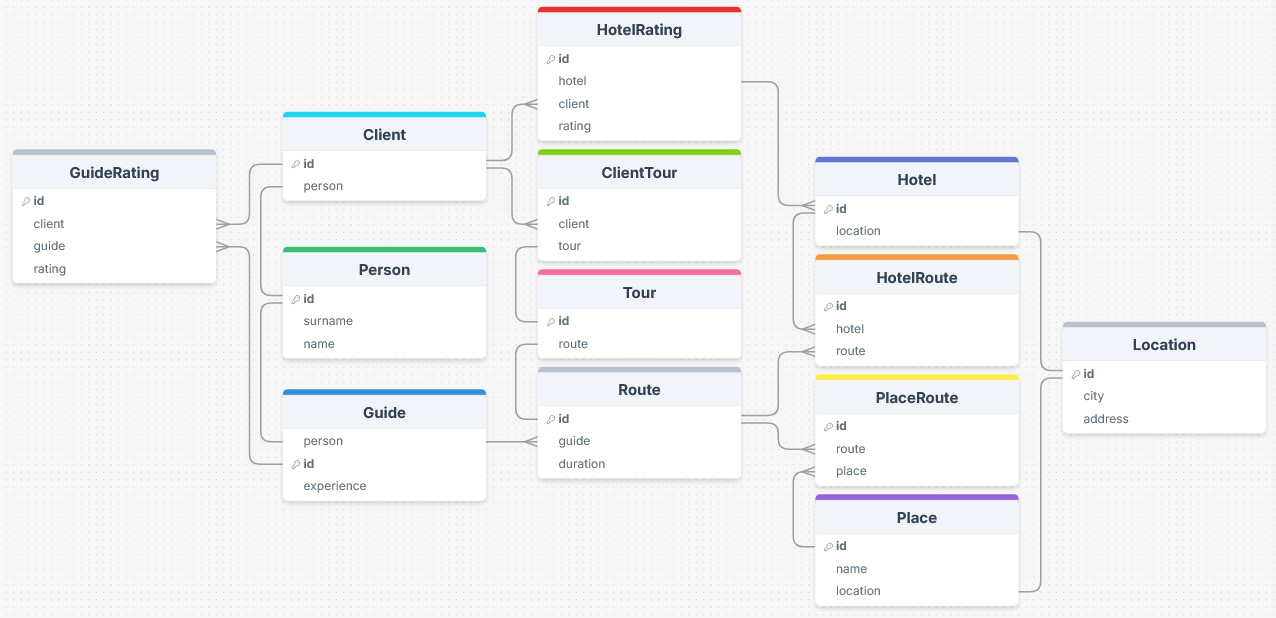 HotelRating
id
hotel
client
rating
Client
id
person
GuideRating
id
client
guide
rating
ClientTour
id
client
tour
Hotel
id
location
Person
id
surname
name
HotelRoute
id
hotel
route
Tour
id
route
Location
id
city
address
Route
id
guide
duration
PlaceRoute
id
route
place
Guide
person
id
experience
Place
id
name
location